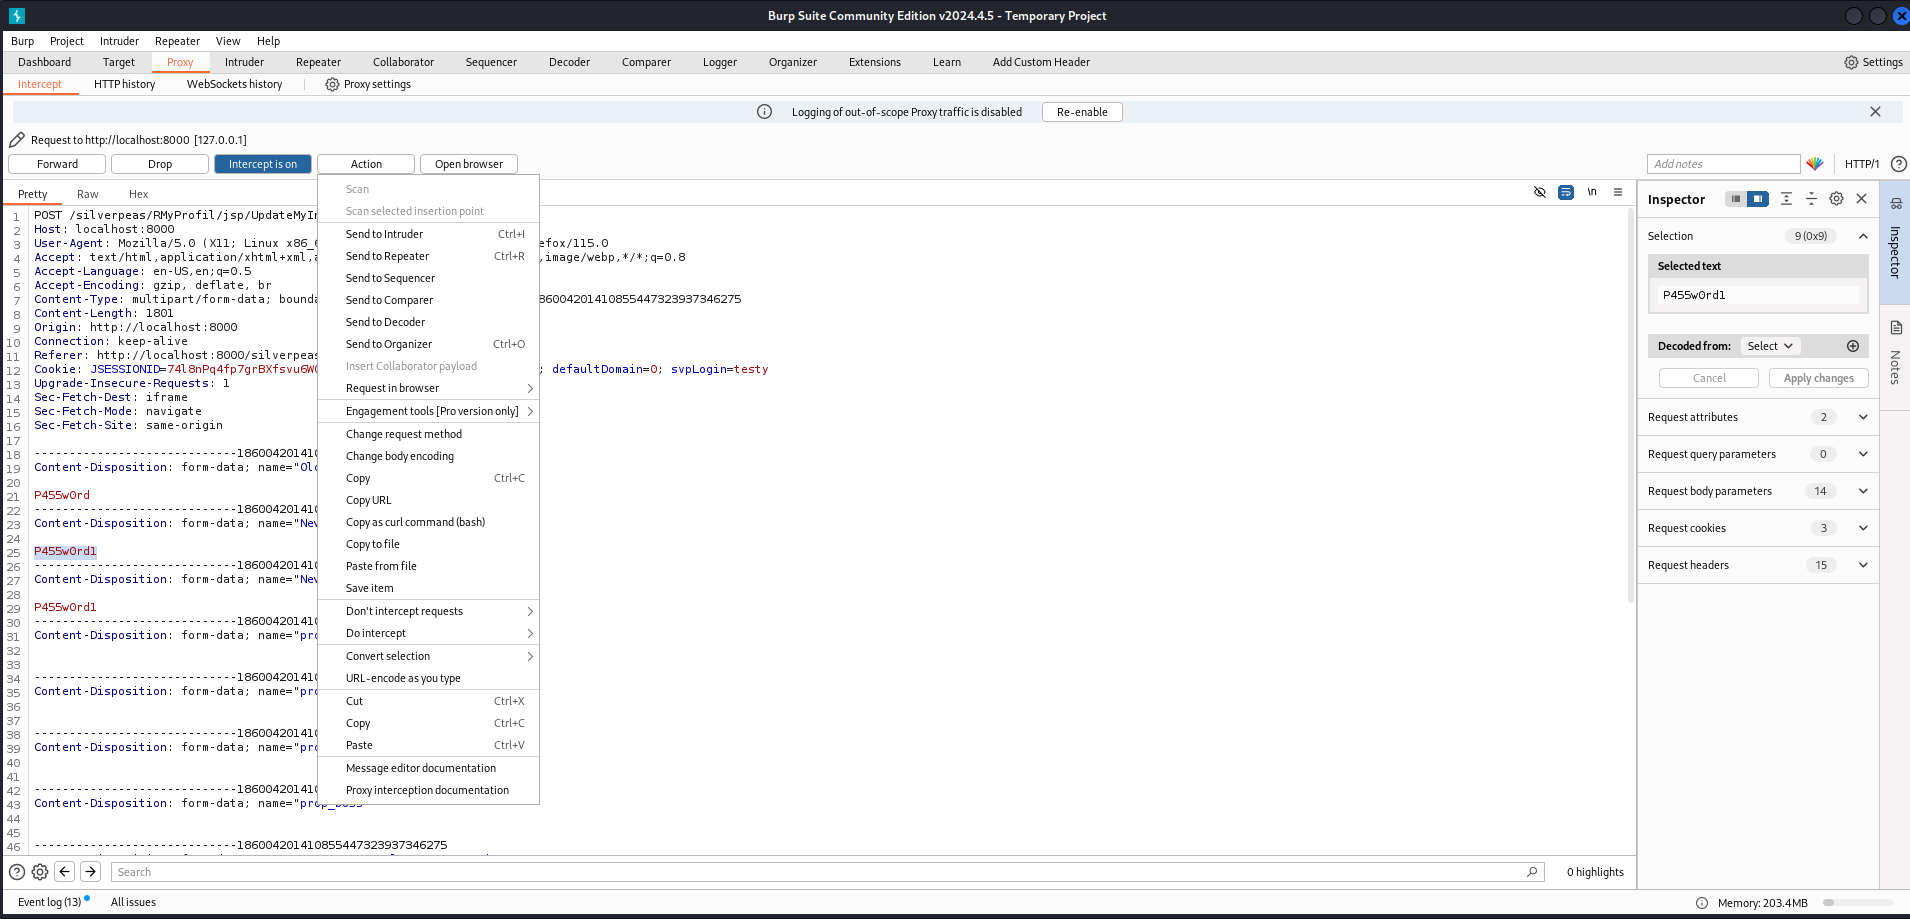 Burp Suite Community Edition v2024.4.5 - Temporary Project
Burp Project Intruder Repeater View Help
Dashboard Target Proxy Intruder Repeater Collaborator Sequencer Decoder Comparer Logger Organizer Extensions Learn Add Custom Header Settings
Intercept HTTP history WebSockets history Proxy settings
Logging of out-of-scope Proxy traffic is disabled Re-enable
Request to http://localhost:8000 [127.0.0.1]
Forward Drop Intercept is on Action Open browser Add notes HTTP/1
Pretty Raw Hex \n
1 POST /silverpeas/RMyProfil/jsp/UpdateMyIn
2 Host: localhost:8000
3 User-Agent: Mozilla/5.0 (X11; Linux x86_6 efox/115.0
4 Accept: text/html,application/xhtml+xml,a ,image/webp,*/*;q=0.8
5 Accept-Language: en-US,en;q=0.5
6 Accept-Encoding: gzip, deflate, br
7 Content-Type: multipart/form-data; bounda 186004201410855447323937346275
8 Content-Length: 1801
9 Origin: http://localhost:8000
10 Connection: keep-alive
11 Referer: http://localhost:8000/silverpeas
12 Cookie: JSESSIONID=74l8nPq4fp7grBXfsvu6W ; defaultDomain=0; svpLogin=testy
13 Upgrade-Insecure-Requests: 1
14 Sec-Fetch-Dest: iframe
15 Sec-Fetch-Mode: navigate
16 Sec-Fetch-Site: same-origin
17
18 -----------------------------18600420141
19 Content-Disposition: form-data; name="Ol
20
21 P455w0rd
22 -----------------------------18600420141
23 Content-Disposition: form-data; name="Ne
24
25 P455w0rd1
26 -----------------------------18600420141
27 Content-Disposition: form-data; name="Ne
28
29 P455w0rd1
30 -----------------------------18600420141
31 Content-Disposition: form-data; name="pro
32
33
34 -----------------------------18600420141
35 Content-Disposition: form-data; name="pro
36
37
38 -----------------------------18600420141
39 Content-Disposition: form-data; name="pro
40
41
42 -----------------------------18600420141
43 Content-Disposition: form-data; name="prop_boss"
44
45
46 -----------------------------186004201410855447323937346275
Scan
Scan selected insertion point
Send to Intruder Ctrl+I
Send to Repeater Ctrl+R
Send to Sequencer
Send to Comparer
Send to Decoder
Send to Organizer Ctrl+O
Insert Collaborator payload
Request in browser
Engagement tools [Pro version only]
Change request method
Change body encoding
Copy Ctrl+C
Copy URL
Copy as curl command (bash)
Copy to file
Paste from file
Save item
Don't intercept requests
Do intercept
Convert selection
URL-encode as you type
Cut Ctrl+X
Copy Ctrl+C
Paste Ctrl+V
Message editor documentation
Proxy interception documentation
Inspector
Selection 9 (0x9)
Selected text
P455w0rd1
Decoded from: Select
Cancel Apply changes
Request attributes 2
Request query parameters 0
Request body parameters 14
Request cookies 3
Request headers 15
Inspector
Notes
Search 0 highlights
Event log (13) All issues Memory: 203.4MB